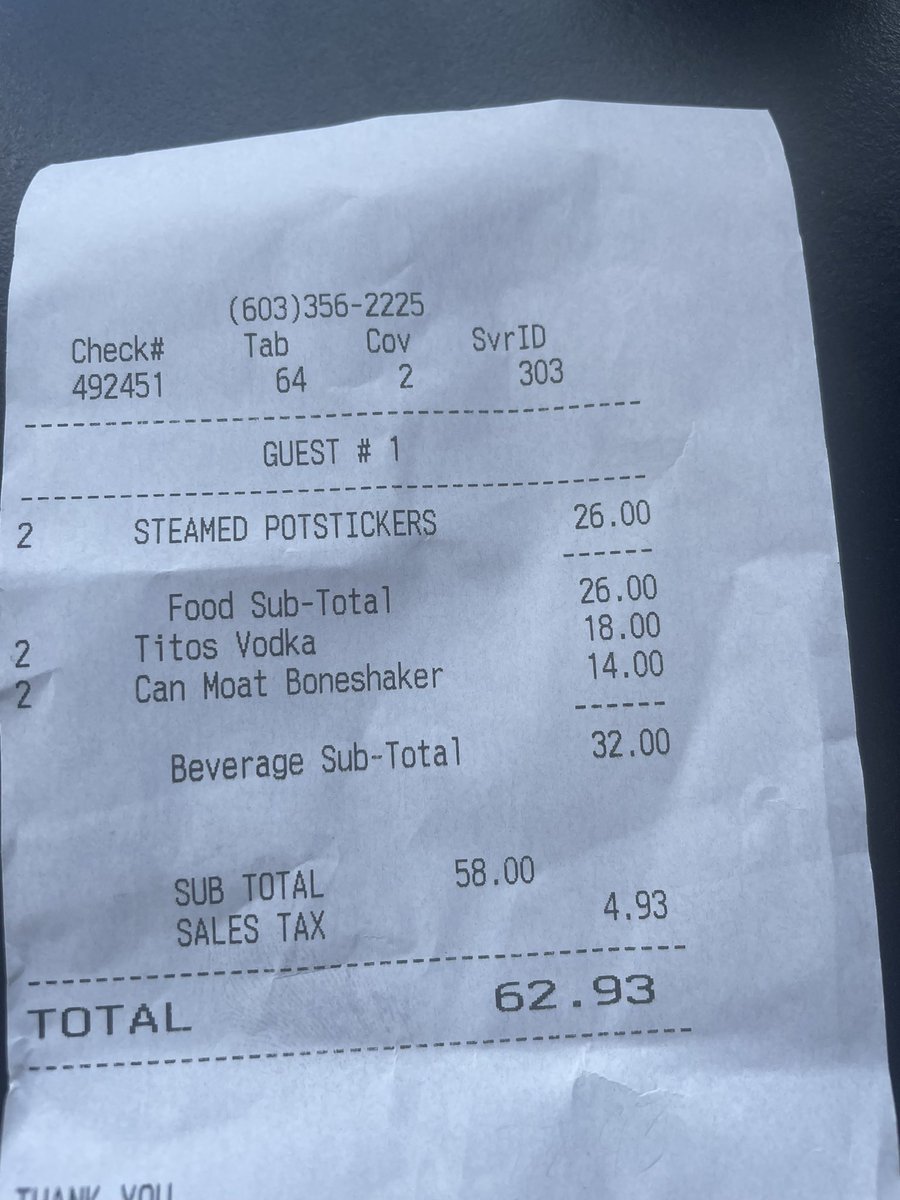 (603)356-2225
Check# Tab Cov SvrID
492451 64 2 303
--------------------------------------------
GUEST # 1
--------------------------------------------
2 STEAMED POTSTICKERS 26.00
------
Food Sub-Total 26.00
2 Titos Vodka 18.00
2 Can Moat Boneshaker 14.00
------
Beverage Sub-Total 32.00
SUB TOTAL 58.00
SALES TAX 4.93
--------------------------------------------
TOTAL 62.93
--------------------------------------------
THANK YOU